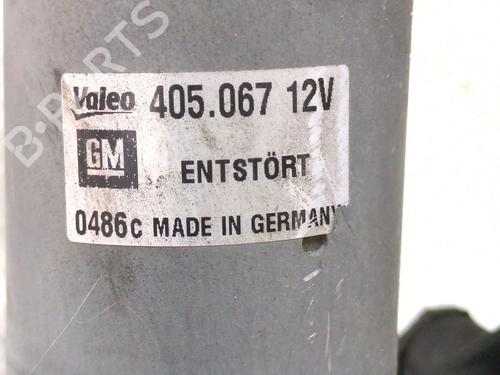 B-PARTS
Valeo 405.067 12V
GM ENTSTÖRT
0486c MADE IN GERMANY